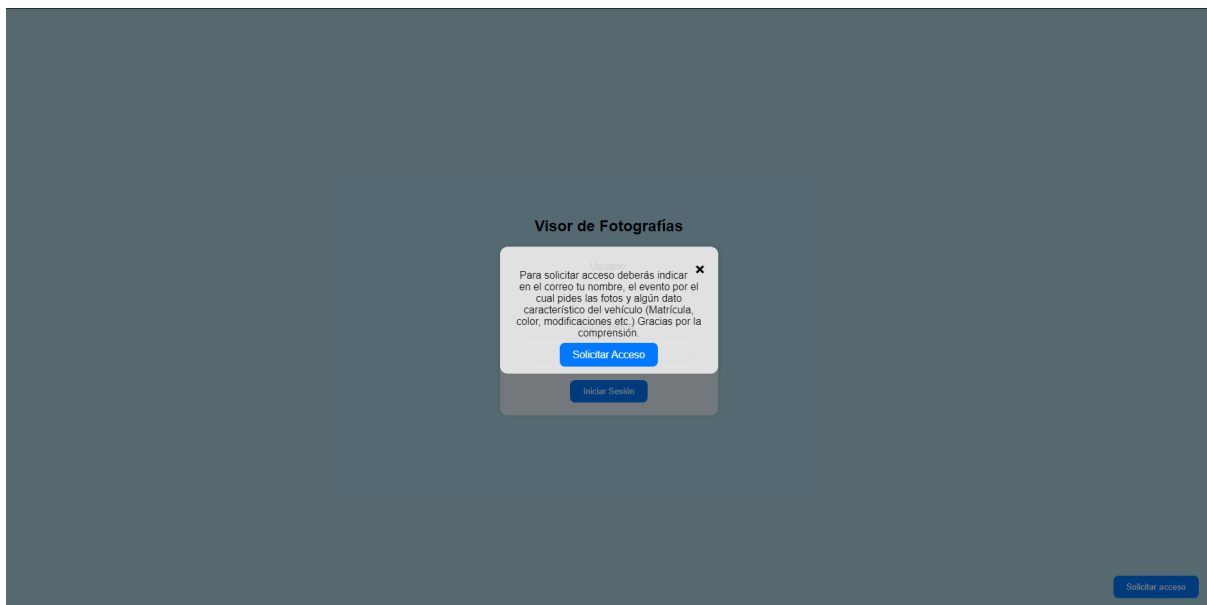 Visor de Fotografías
Usuario:
Para solicitar acceso deberás indicar
en el correo tu nombre, el evento por el
cual pides las fotos y algún dato
característico del vehículo (Matrícula,
color, modificaciones etc.) Gracias por la
comprensión.
Solicitar Acceso
Iniciar Sesión
Solicitar acceso